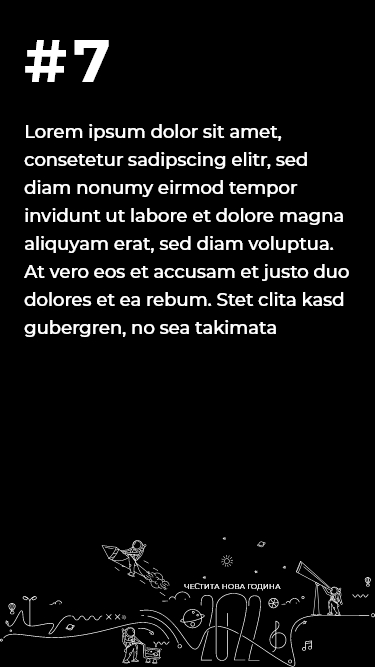 #7
Lorem ipsum dolor sit amet,
consetetur sadipscing elitr, sed
diam nonumy eirmod tempor
invidunt ut labore et dolore magna
aliquyam erat, sed diam voluptua.
At vero eos et accusam et justo duo
dolores et ea rebum. Stet clita kasd
gubergren, no sea takimata
ЧЕСТИТА НОВА ГОДИНА
2022